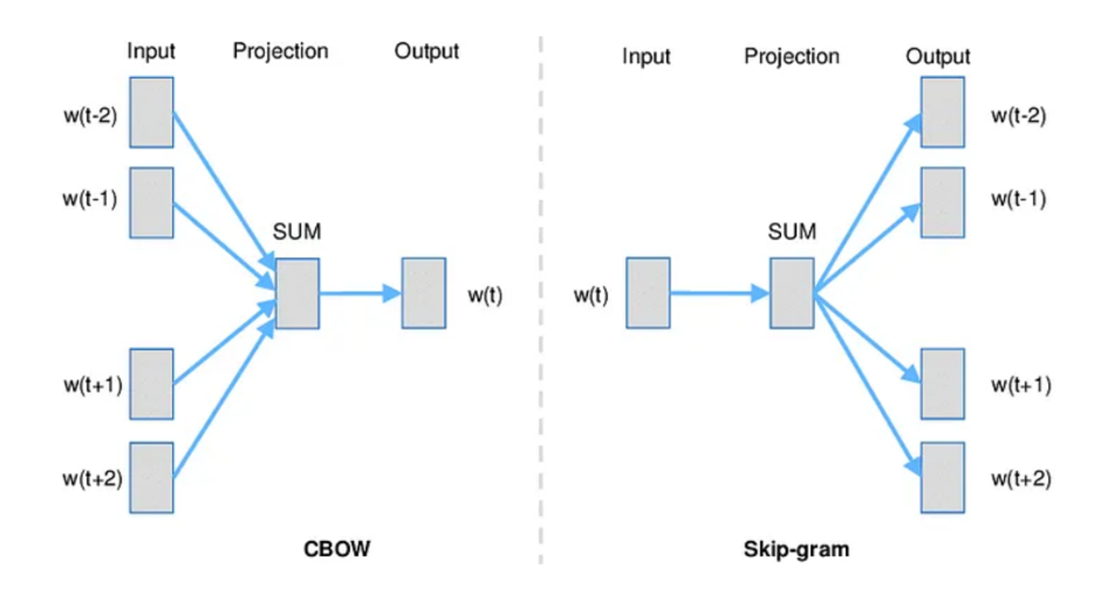 Input Projection Output
w(t-2)
w(t-1)
SUM
w(t)
w(t+1)
w(t+2)
CBOW
Input Projection Output
w(t-2)
w(t-1)
SUM
w(t)
w(t+1)
w(t+2)
Skip-gram